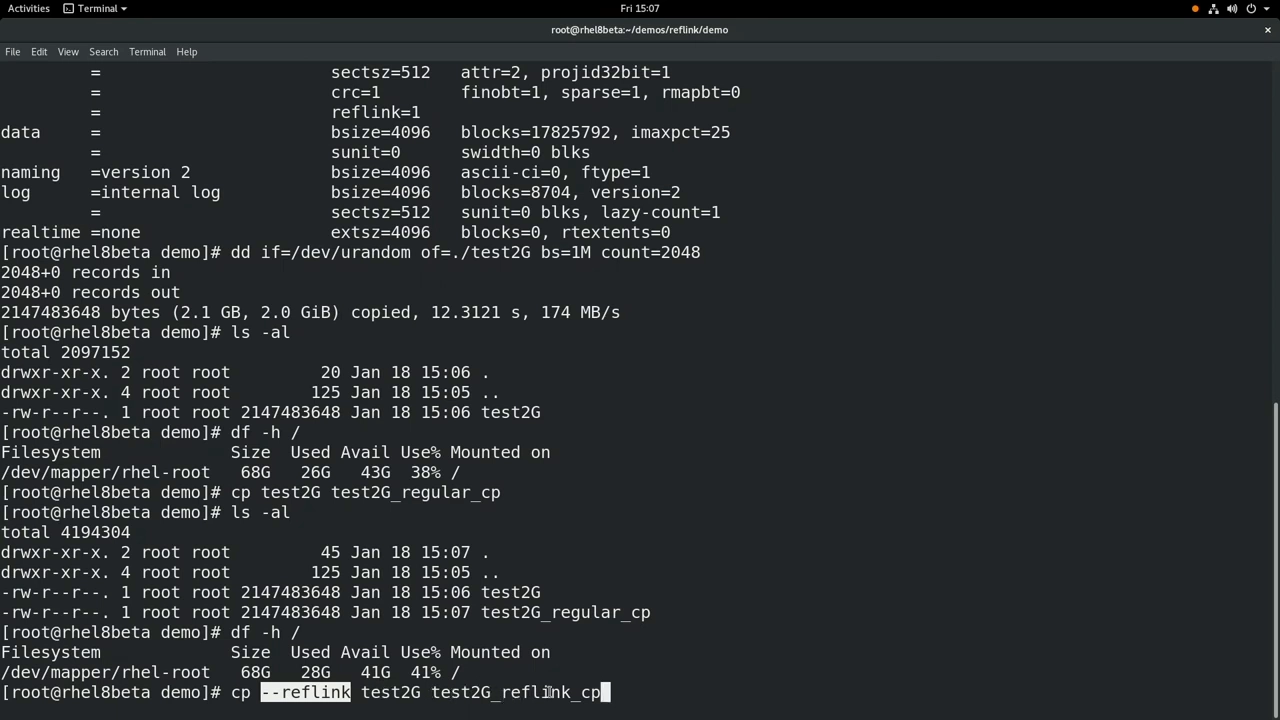 Activities Terminal Fri 15:07
root@rhel8beta:~/demos/reflink/demo ×
File Edit View Search Terminal Help
= sectsz=512 attr=2, projid32bit=1
= crc=1 finobt=1, sparse=1, rmapbt=0
= reflink=1
data = bsize=4096 blocks=17825792, imaxpct=25
= sunit=0 swidth=0 blks
naming =version 2 bsize=4096 ascii-ci=0, ftype=1
log =internal log bsize=4096 blocks=8704, version=2
= sectsz=512 sunit=0 blks, lazy-count=1
realtime =none extsz=4096 blocks=0, rtextents=0
[root@rhel8beta demo]# dd if=/dev/urandom of=./test2G bs=1M count=2048
2048+0 records in
2048+0 records out
2147483648 bytes (2.1 GB, 2.0 GiB) copied, 12.3121 s, 174 MB/s
[root@rhel8beta demo]# ls -al
total 2097152
drwxr-xr-x. 2 root root 20 Jan 18 15:06 .
drwxr-xr-x. 4 root root 125 Jan 18 15:05 ..
-rw-r--r--. 1 root root 2147483648 Jan 18 15:06 test2G
[root@rhel8beta demo]# df -h /
Filesystem Size Used Avail Use% Mounted on
/dev/mapper/rhel-root 68G 26G 43G 38% /
[root@rhel8beta demo]# cp test2G test2G_regular_cp
[root@rhel8beta demo]# ls -al
total 4194304
drwxr-xr-x. 2 root root 45 Jan 18 15:07 .
drwxr-xr-x. 4 root root 125 Jan 18 15:05 ..
-rw-r--r--. 1 root root 2147483648 Jan 18 15:06 test2G
-rw-r--r--. 1 root root 2147483648 Jan 18 15:07 test2G_regular_cp
[root@rhel8beta demo]# df -h /
Filesystem Size Used Avail Use% Mounted on
/dev/mapper/rhel-root 68G 28G 41G 41% /
[root@rhel8beta demo]# cp --reflink test2G test2G_reflink_cp